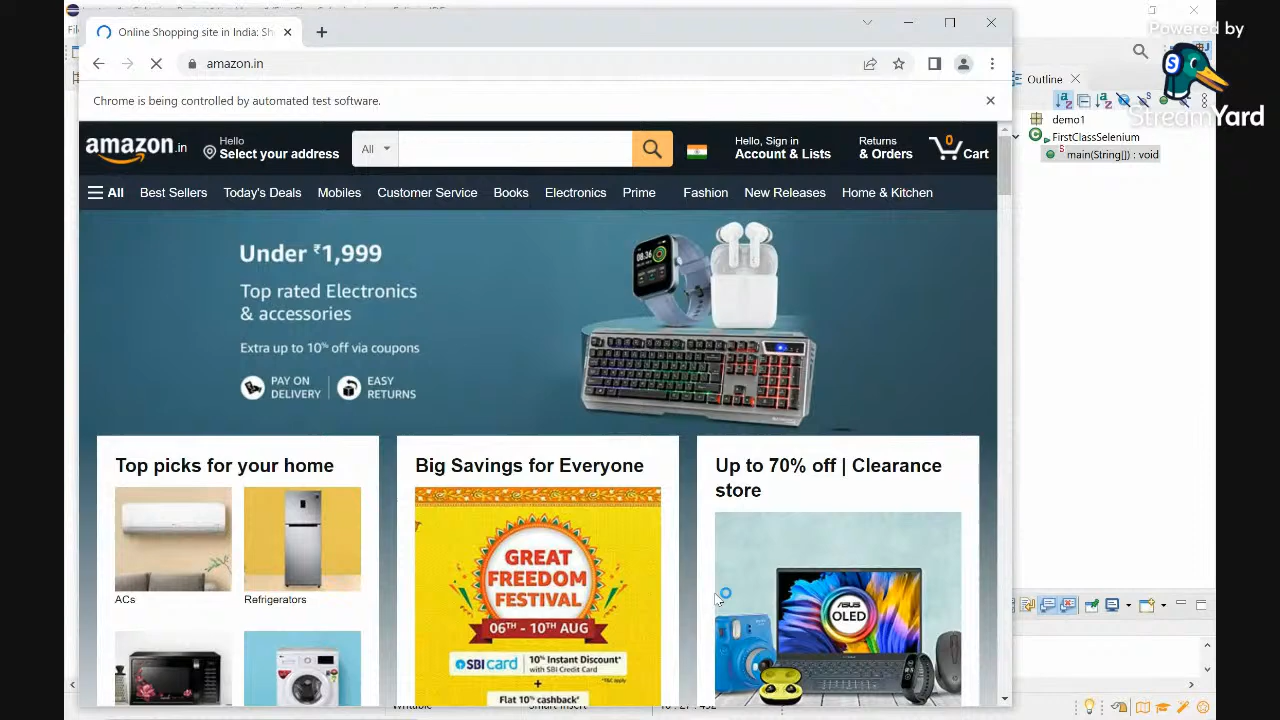 Online Shopping site in India: Sh
amazon.in
Powered by
StreamYard
Chrome is being controlled by automated test software.
Outline
demo1
FirstClassSelenium
main(String[]) : void
amazon.in
Hello
Select your address
All
Hello, Sign in
Account & Lists
Returns
& Orders
0
Cart
All Best Sellers Today's Deals Mobiles Customer Service Books Electronics Prime Fashion New Releases Home & Kitchen
Under ₹1,999
Top rated Electronics
& accessories
Extra up to 10% off via coupons
PAY ON
DELIVERY
EASY
RETURNS
08:36
Top picks for your home
ACs
Refrigerators
Big Savings for Everyone
GREAT
FREEDOM
FESTIVAL
06TH - 10TH AUG
SBI card
10% Instant Discount*
with SBI Credit Card
*T&C apply
+
Flat 10% cashback*
Up to 70% off | Clearance
store
ASUS
OLED